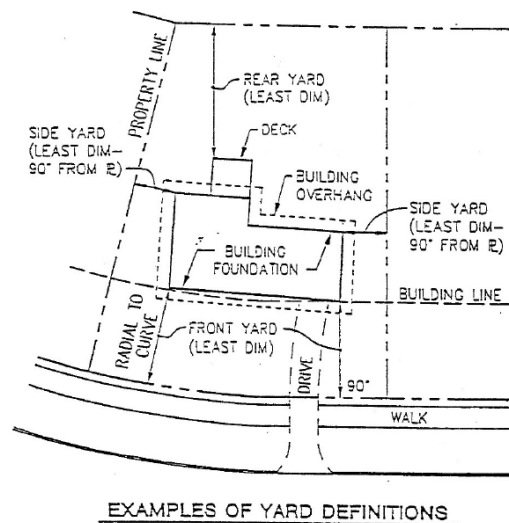 PROPERTY LINE
REAR YARD
(LEAST DIM)
DECK
SIDE YARD
(LEAST DIM-
90° FROM ⅊)
BUILDING
OVERHANG
SIDE YARD
(LEAST DIM-
90° FROM ⅊)
BUILDING
FOUNDATION
BUILDING LINE
RADIAL TO
CURVE
FRONT YARD
(LEAST DIM)
DRIVE
90°
WALK
EXAMPLES OF YARD DEFINITIONS